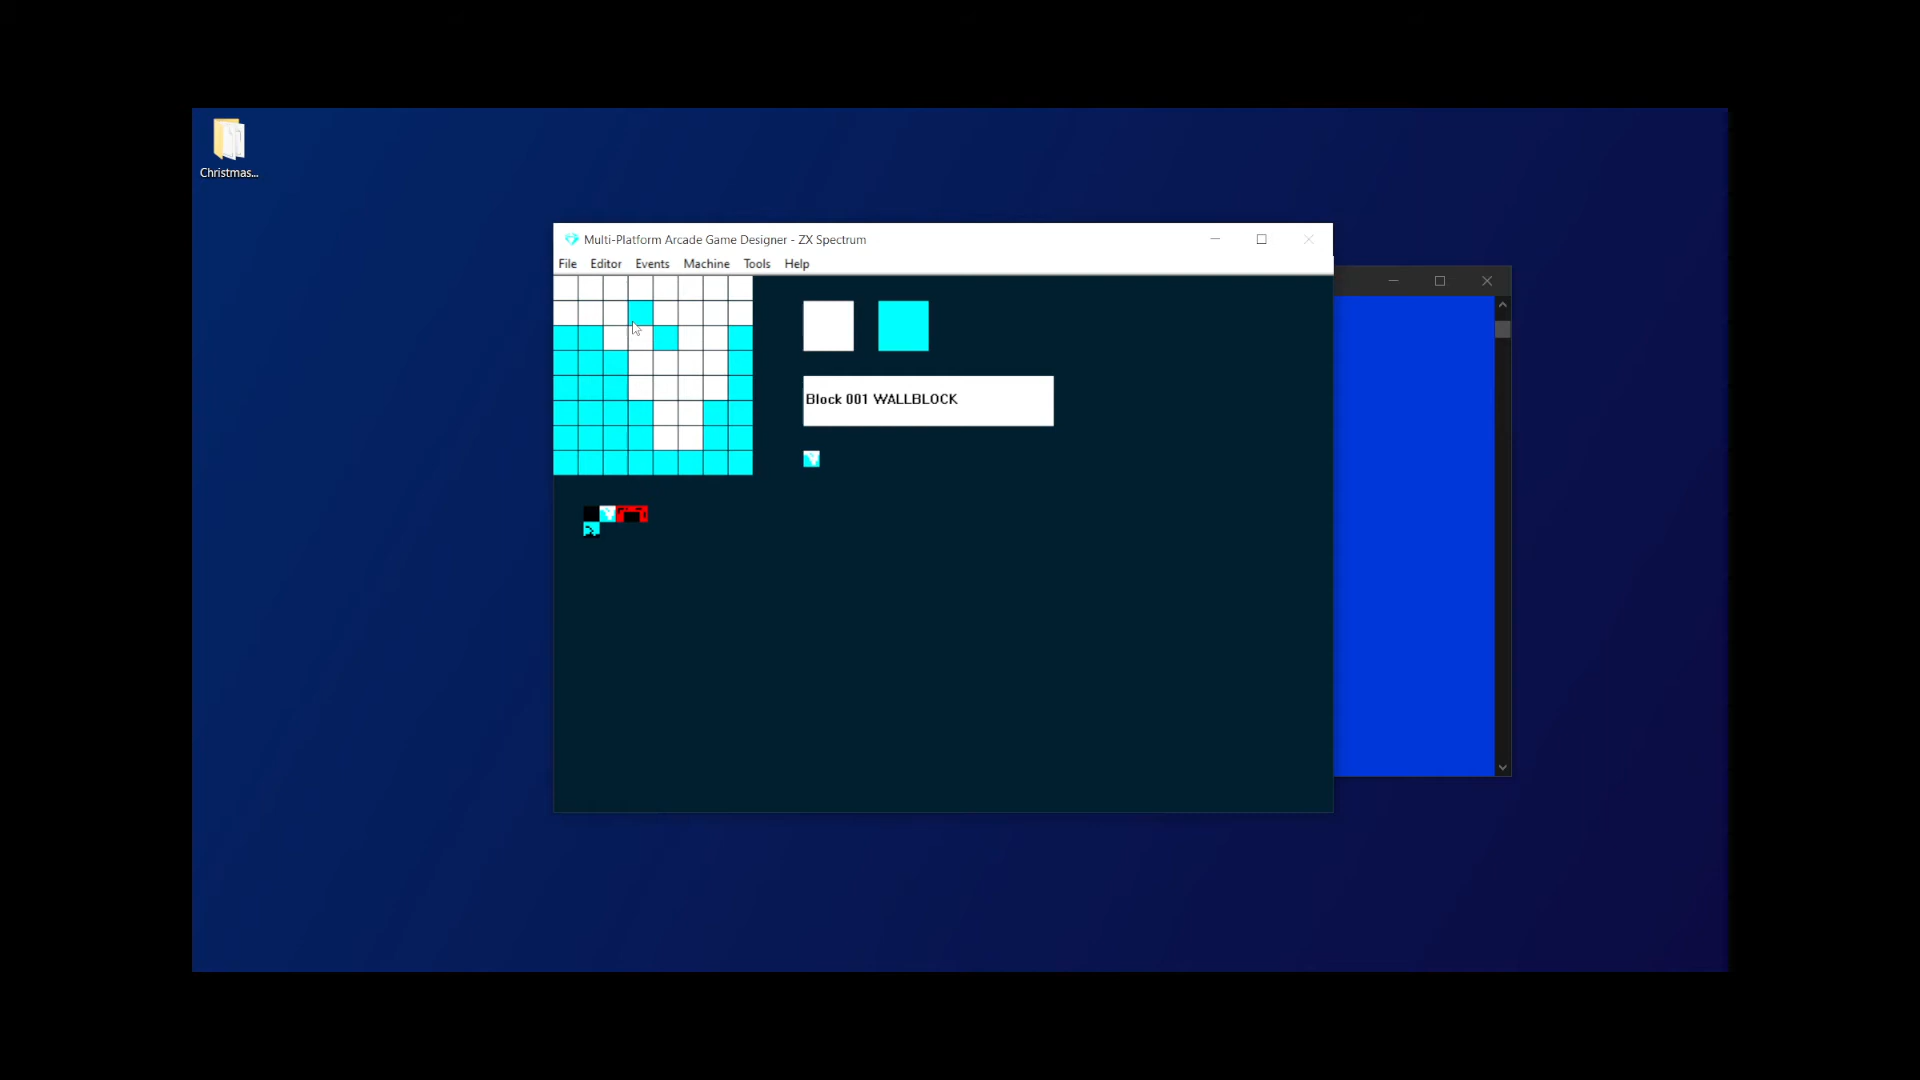 Christmas...
Multi-Platform Arcade Game Designer - ZX Spectrum
File Editor Events Machine Tools Help
Block 001 WALLBLOCK